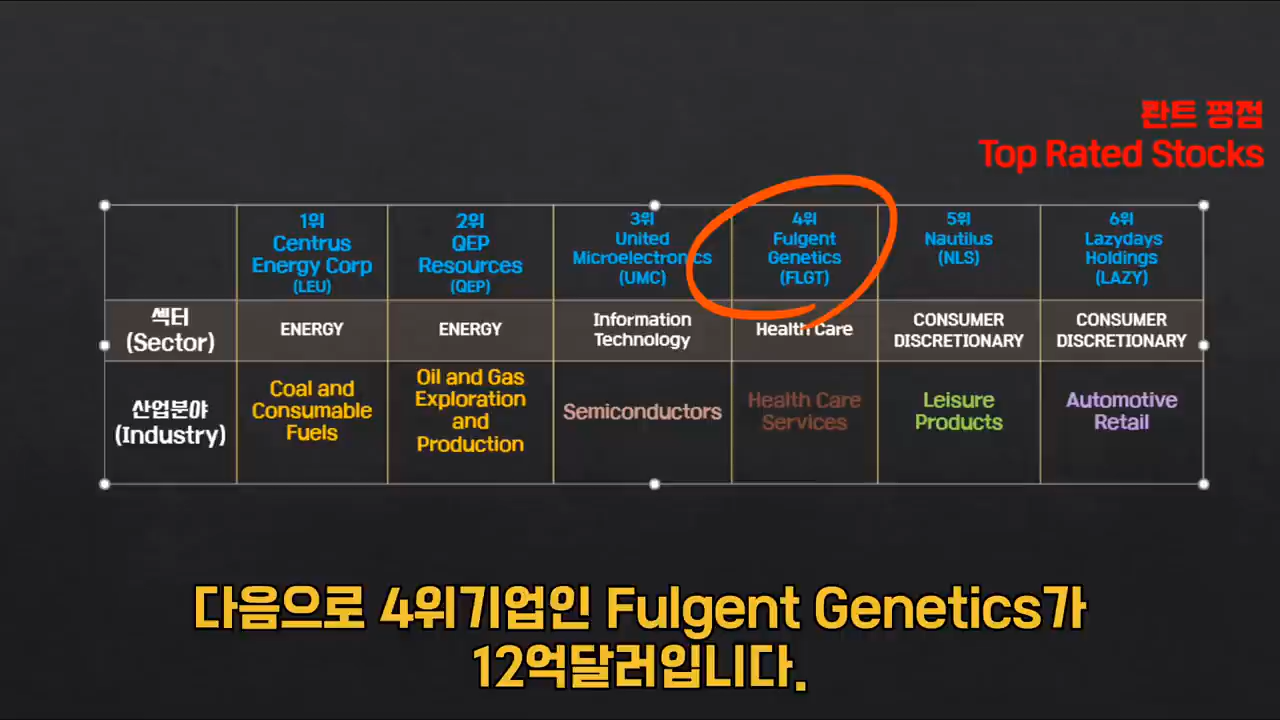 퀀트 평점
Top Rated Stocks
1위
Centrus
Energy Corp
(LEU)
2위
QEP
Resources
(QEP)
3위
United
Microelectronics
(UMC)
4위
Fulgent
Genetics
(FLGT)
5위
Nautilus
(NLS)
6위
Lazydays
Holdings
(LAZY)
섹터
(Sector)
ENERGY
ENERGY
Information
Technology
Health Care
CONSUMER
DISCRETIONARY
CONSUMER
DISCRETIONARY
산업분야
(Industry)
Coal and
Consumable
Fuels
Oil and Gas
Exploration
and
Production
Semiconductors
Health Care
Services
Leisure
Products
Automotive
Retail
다음으로 4위기업인 Fulgent Genetics가
12억달러입니다.